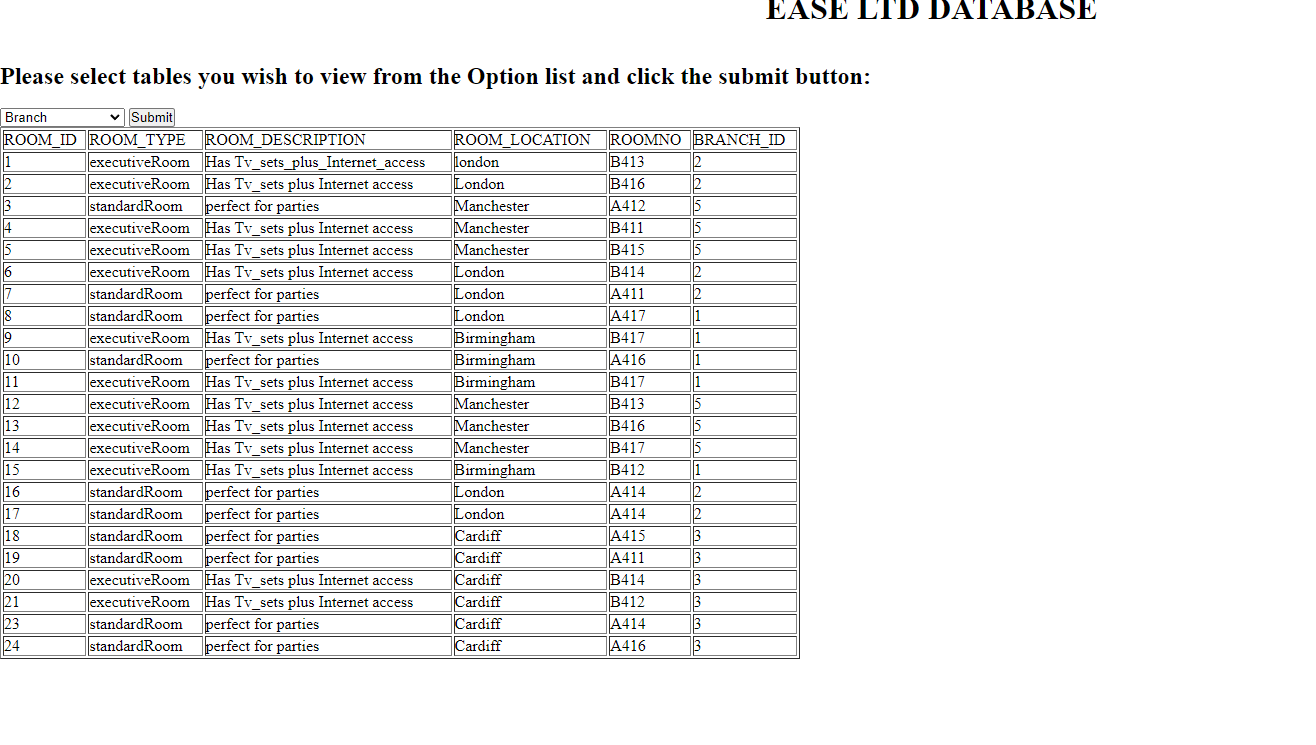 EASE LTD DATABASE
Please select tables you wish to view from the Option list and click the submit button:
Branch Submit
ROOM_ID ROOM_TYPE ROOM_DESCRIPTION ROOM_LOCATION ROOMNO BRANCH_ID
1 executiveRoom Has Tv_sets_plus_Internet_access london B413 2
2 executiveRoom Has Tv_sets plus Internet access London B416 2
3 standardRoom perfect for parties Manchester A412 5
4 executiveRoom Has Tv_sets plus Internet access Manchester B411 5
5 executiveRoom Has Tv_sets plus Internet access Manchester B415 5
6 executiveRoom Has Tv_sets plus Internet access London B414 2
7 standardRoom perfect for parties London A411 2
8 standardRoom perfect for parties London A417 1
9 executiveRoom Has Tv_sets plus Internet access Birmingham B417 1
10 standardRoom perfect for parties Birmingham A416 1
11 executiveRoom Has Tv_sets plus Internet access Birmingham B417 1
12 executiveRoom Has Tv_sets plus Internet access Manchester B413 5
13 executiveRoom Has Tv_sets plus Internet access Manchester B416 5
14 executiveRoom Has Tv_sets plus Internet access Manchester B417 5
15 executiveRoom Has Tv_sets plus Internet access Birmingham B412 1
16 standardRoom perfect for parties London A414 2
17 standardRoom perfect for parties London A414 2
18 standardRoom perfect for parties Cardiff A415 3
19 standardRoom perfect for parties Cardiff A411 3
20 executiveRoom Has Tv_sets plus Internet access Cardiff B414 3
21 executiveRoom Has Tv_sets plus Internet access Cardiff B412 3
23 standardRoom perfect for parties Cardiff A414 3
24 standardRoom perfect for parties Cardiff A416 3